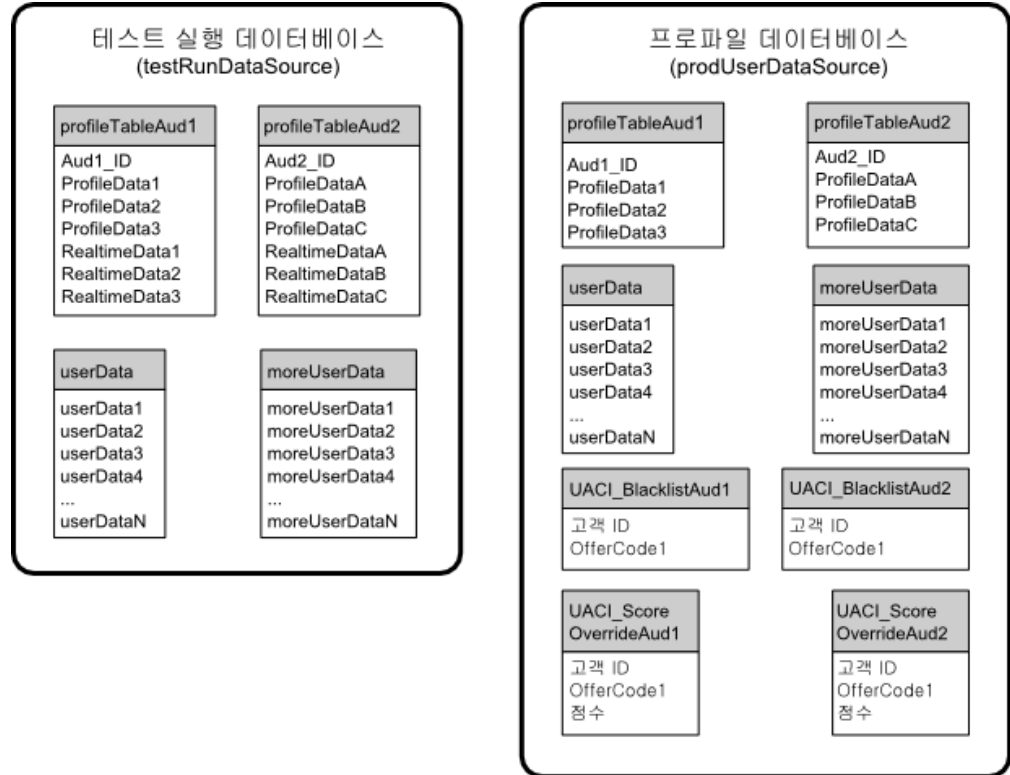 테스트 실행 데이터베이스
(testRunDataSource)
profileTableAud1
Aud1_ID
ProfileData1
ProfileData2
ProfileData3
RealtimeData1
RealtimeData2
RealtimeData3
profileTableAud2
Aud2_ID
ProfileDataA
ProfileDataB
ProfileDataC
RealtimeDataA
RealtimeDataB
RealtimeDataC
userData
userData1
userData2
userData3
userData4
...
userDataN
moreUserData
moreUserData1
moreUserData2
moreUserData3
moreUserData4
...
moreUserDataN
프로파일 데이터베이스
(prodUserDataSource)
profileTableAud1
Aud1_ID
ProfileData1
ProfileData2
ProfileData3
profileTableAud2
Aud2_ID
ProfileDataA
ProfileDataB
ProfileDataC
userData
userData1
userData2
userData3
userData4
...
userDataN
moreUserData
moreUserData1
moreUserData2
moreUserData3
moreUserData4
...
moreUserDataN
UACI_BlacklistAud1
고객 ID
OfferCode1
UACI_BlacklistAud2
고객 ID
OfferCode1
UACI_Score
OverrideAud1
고객 ID
OfferCode1
점수
UACI_Score
OverrideAud2
고객 ID
OfferCode1
점수